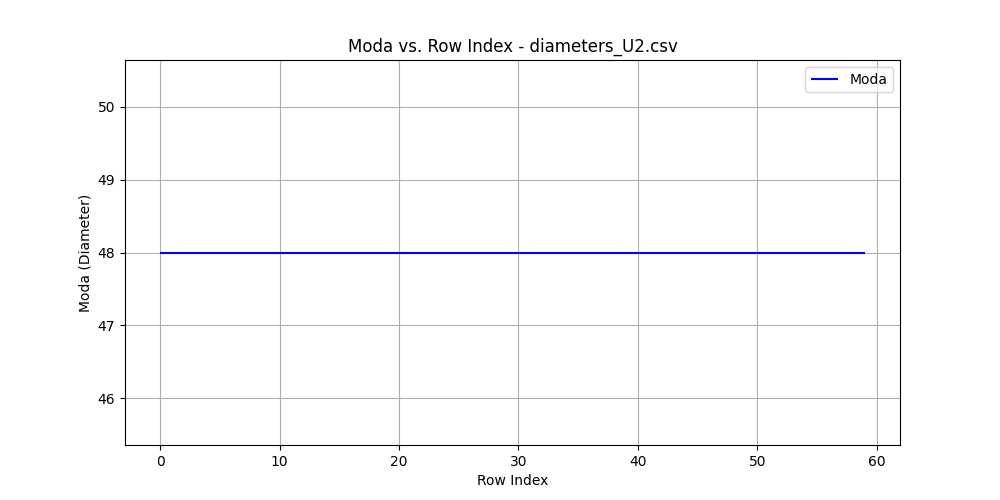 Moda vs. Row Index - diameters_U2.csv
Moda
50
49
48
47
46
Moda (Diameter)
0 10 20 30 40 50 60
Row Index